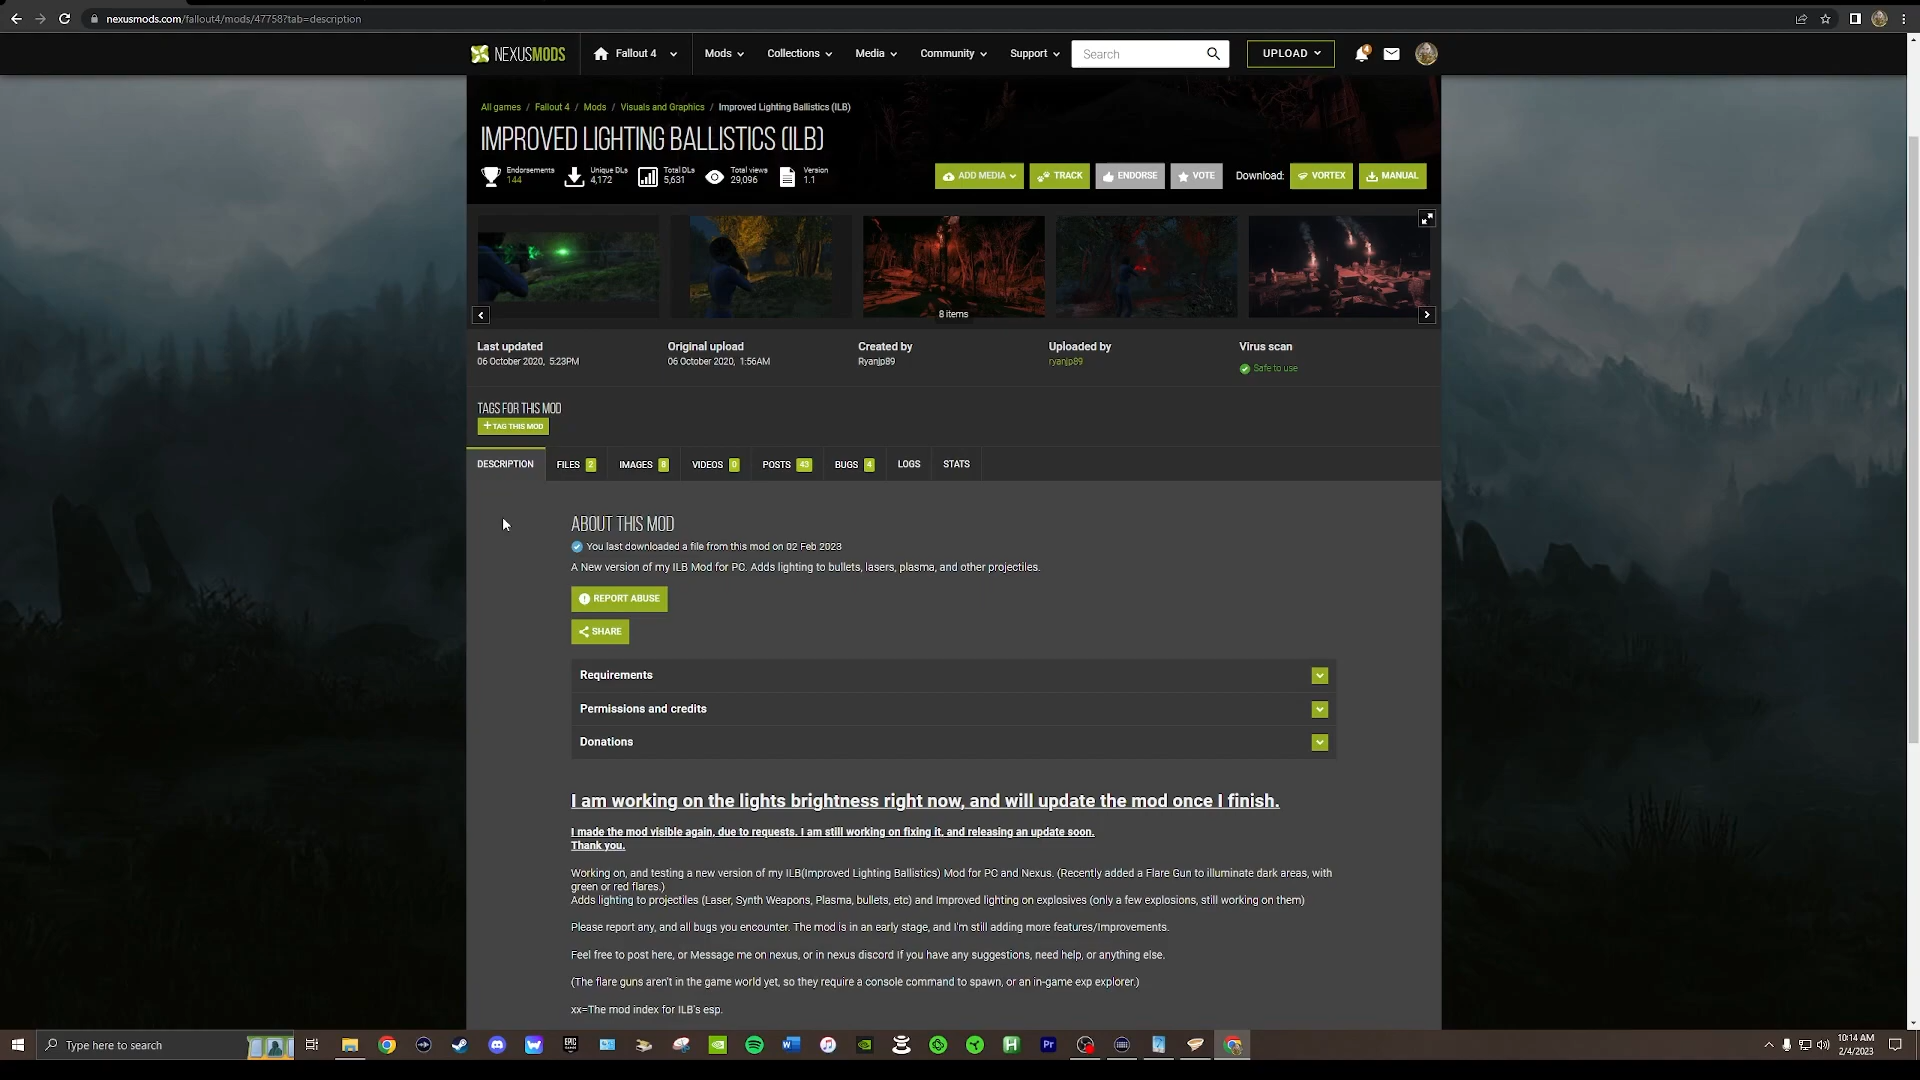 nexusmods.com/fallout4/mods/47758?tab=description
NEXUSMODS
Fallout 4
Mods
Collections
Media
Community
Support
Search
UPLOAD
4
All games / Fallout 4 / Mods / Visuals and Graphics / Improved Lighting Ballistics (ILB)
IMPROVED LIGHTING BALLISTICS (ILB)
Endorsements
144
Unique DLs
4,172
Total DLs
5,631
Total views
29,096
Version
1.1
ADD MEDIA
TRACK
ENDORSE
VOTE
Download:
VORTEX
MANUAL
8 items
Last updated
06 October 2020, 5:23PM
Original upload
06 October 2020, 1:56AM
Created by
Ryanjp89
Uploaded by
ryanjp89
Virus scan
Safe to use
TAGS FOR THIS MOD
+ TAG THIS MOD
DESCRIPTION
FILES 2
IMAGES 8
VIDEOS 0
POSTS 43
BUGS 4
LOGS
STATS
ABOUT THIS MOD
You last downloaded a file from this mod on 02 Feb 2023
A New version of my ILB Mod for PC. Adds lighting to bullets, lasers, plasma, and other projectiles.
REPORT ABUSE
SHARE
Requirements
Permissions and credits
Donations
I am working on the lights brightness right now, and will update the mod once I finish.
I made the mod visible again, due to requests. I am still working on fixing it, and releasing an update soon.
Thank you.
Working on, and testing a new version of my ILB(Improved Lighting Ballistics) Mod for PC and Nexus. (Recently added a Flare Gun to illuminate dark areas, with
green or red flares.)
Adds lighting to projectiles (Laser, Synth Weapons, Plasma, bullets, etc) and Improved lighting on explosives (only a few explosions, still working on them)
Please report any, and all bugs you encounter. The mod is in an early stage, and I'm still adding more features/Improvements.
Feel free to post here, or Message me on nexus, or in nexus discord If you have any suggestions, need help, or anything else.
(The flare guns aren't in the game world yet, so they require a console command to spawn, or an in-game exp explorer.)
xx=The mod index for ILB's esp.
Type here to search
EPIC
W
H
Pr
10:14 AM
2/4/2023